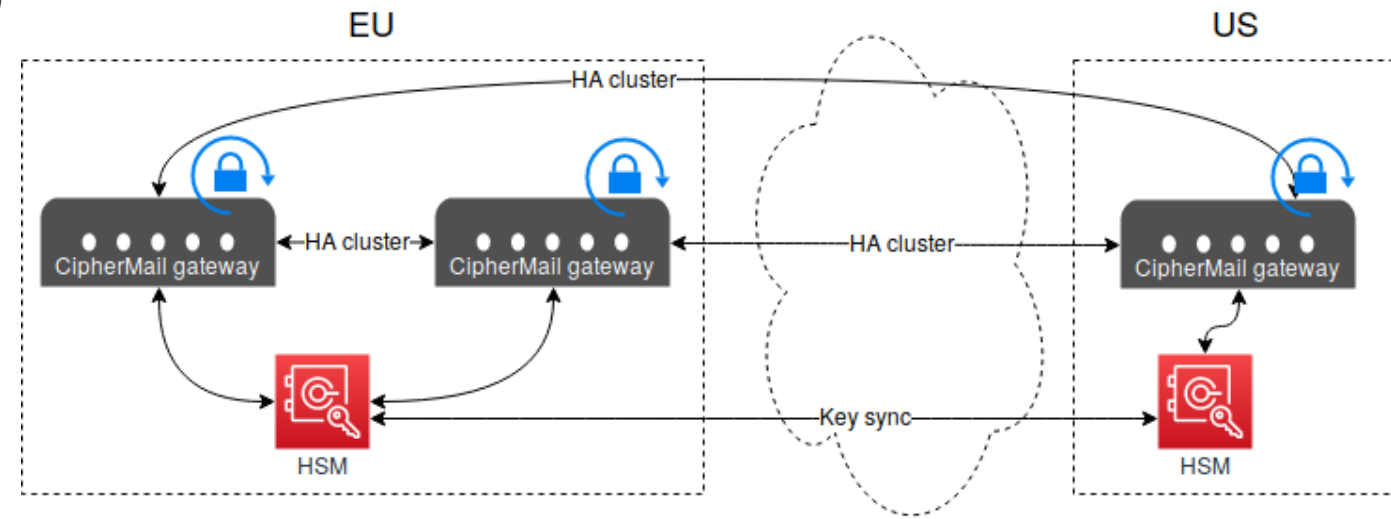 EU
US
HA cluster
HA cluster
HA cluster
CipherMail gateway
CipherMail gateway
CipherMail gateway
Key sync
HSM
HSM